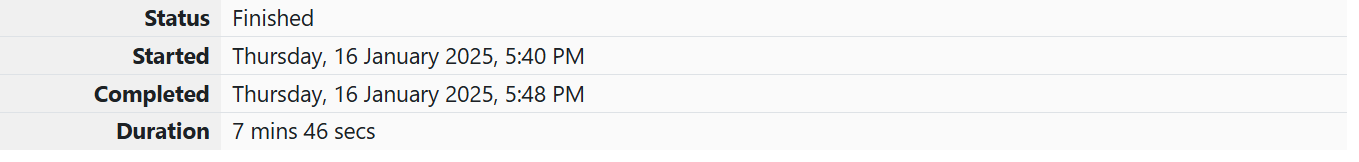 Status Finished
Started Thursday, 16 January 2025, 5:40 PM
Completed Thursday, 16 January 2025, 5:48 PM
Duration 7 mins 46 secs